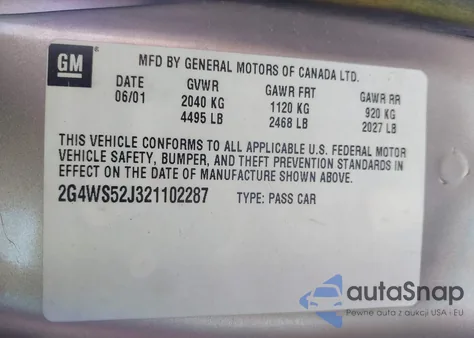 GM
MFD BY GENERAL MOTORS OF CANADA LTD.
DATE GVWR GAWR FRT GAWR RR
06/01 2040 KG 1120 KG 920 KG
4495 LB 2468 LB 2027 LB
THIS VEHICLE CONFORMS TO ALL APPLICABLE U.S. FEDERAL MOTOR
VEHICLE SAFETY, BUMPER, AND THEFT PREVENTION STANDARDS IN
EFFECT ON THE DATE OF MANUFACTURE SHOWN ABOVE.
2G4WS52J321102287 TYPE: PASS CAR
autaSnap
Pewne auta z aukcji USA - EU